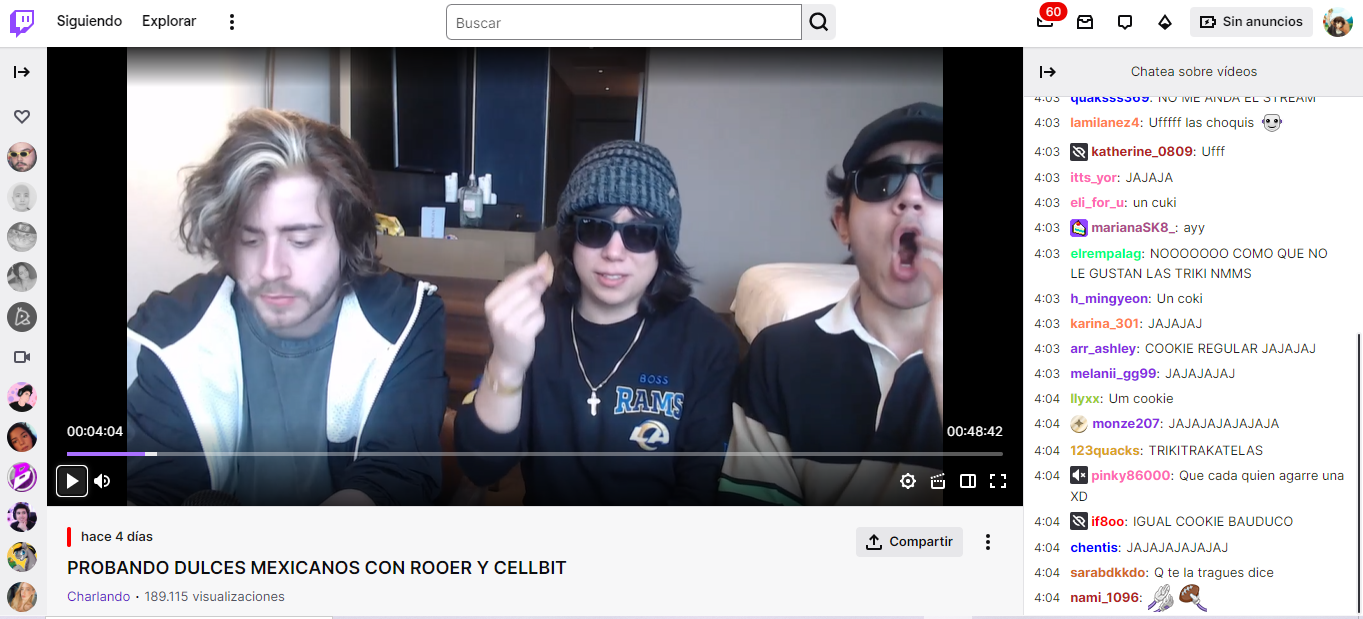 Siguiendo
Explorar
Buscar
60
Sin anuncios
Chatea sobre vídeos
4:03 quaksss369: NO ME ANDA EL STREAM
4:03 lamilanez4: Ufffff las choquis
4:03 katherine_0809: Ufff
4:03 itts_yor: JAJAJA
4:03 eli_for_u: un cuki
4:03 marianaSK8_: ayy
4:03 elrempalag: NOOOOOOO COMO QUE NO
LE GUSTAN LAS TRIKI NMMS
4:03 h_mingyeon: Un coki
4:03 karina_301: JAJAJAJ
4:03 arr_ashley: COOKIE REGULAR JAJAJAJ
4:03 melanii_gg99: JAJAJAJAJ
4:04 llyxx: Um cookie
4:04 monze207: JAJAJAJAJAJAJA
4:04 123quacks: TRIKITRAKATELAS
4:04 pinky86000: Que cada quien agarre una
XD
4:04 if8oo: IGUAL COOKIE BAUDUCO
4:04 chentis: JAJAJAJAJAJAJ
4:04 sarabdkkdo: Q te la tragues dice
4:04 nami_1096:
BOSS
RAMS
00:04:04
00:48:42
hace 4 días
Compartir
PROBANDO DULCES MEXICANOS CON ROOER Y CELLBIT
Charlando • 189.115 visualizaciones